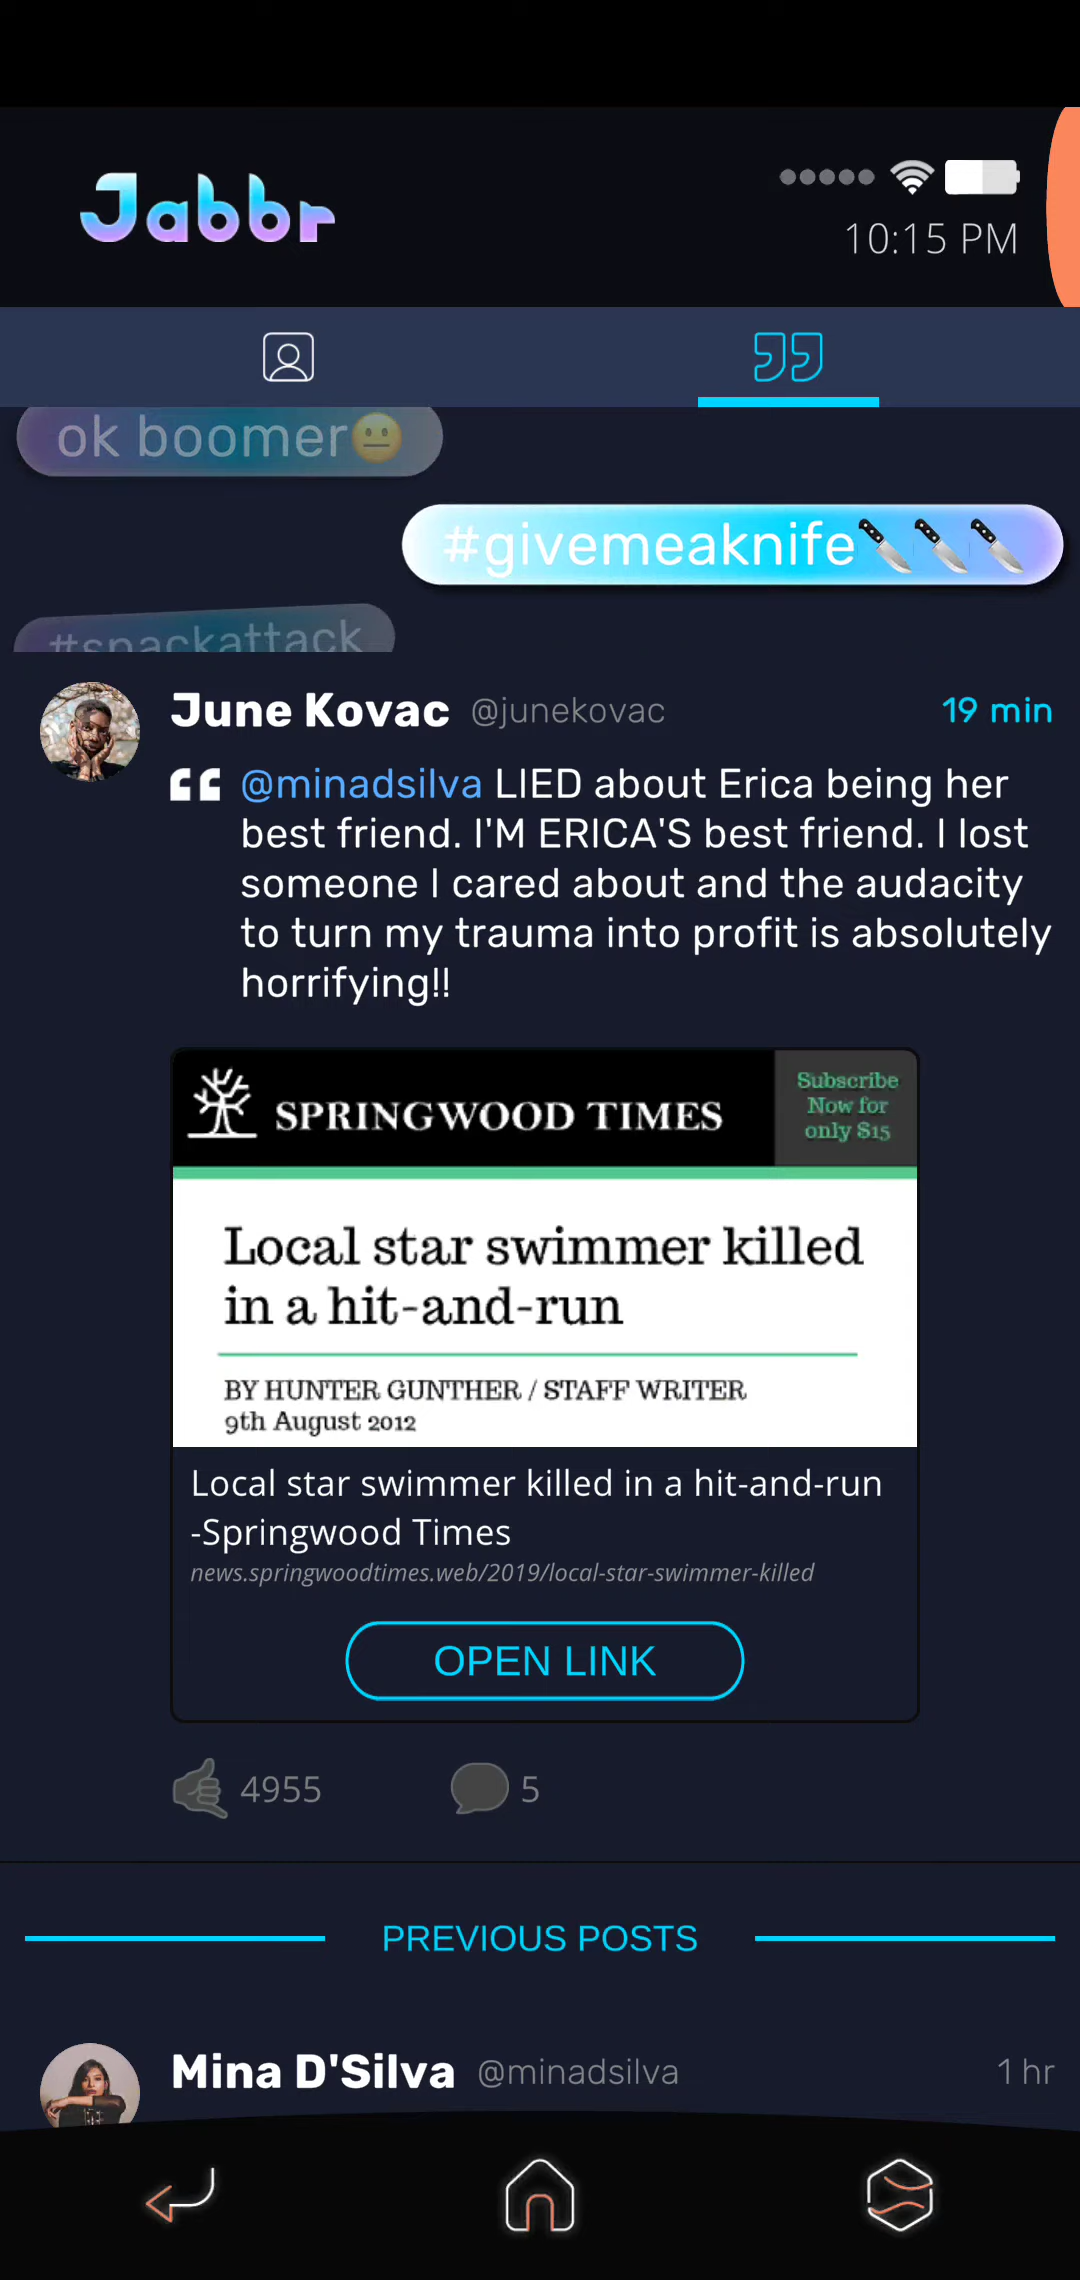 Jabbr
10:15 PM
ok boomer😐
#givemeaknife🔪🔪🔪
#snackattack
June Kovac @junekovac 19 min
@minadsilva LIED about Erica being her
best friend. I'M ERICA'S best friend. I lost
someone I cared about and the audacity
to turn my trauma into profit is absolutely
horrifying!!
SPRINGWOOD TIMES
Subscribe
Now for
only $15
Local star swimmer killed
in a hit-and-run
BY HUNTER GUNTHER / STAFF WRITER
9th August 2012
Local star swimmer killed in a hit-and-run
-Springwood Times
news.springwoodtimes.web/2019/local-star-swimmer-killed
OPEN LINK
4955 5
PREVIOUS POSTS
Mina D'Silva @minadsilva 1 hr